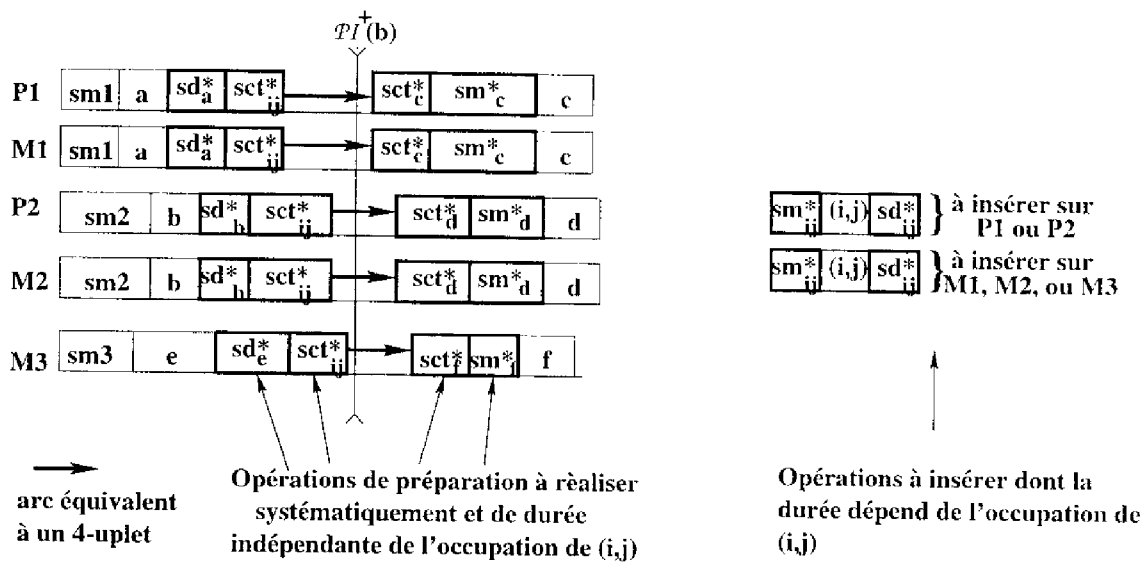 PI⁺(b)
P1 sm1 a sd*a sct*ij sct*c sm*c c
M1 sm1 a sd*a sct*ij sct*c sm*c c
P2 sm2 b sd*b sct*ij sct*d sm*d d
sm*ij (i,j) sd*ij } à insérer sur
P1 ou P2
M2 sm2 b sd*b sct*ij sct*d sm*d d
sm*ij (i,j) sd*ij } à insérer sur
M1, M2, ou M3
M3 sm3 e sd*e sct*ij sct*f sm*f f
arc équivalent
à un 4-uplet
Opérations de préparation à rèaliser
systématiquement et de durée
indépendante de l'occupation de (i,j)
Opérations à insérer dont la
durée dépend de l'occupation de
(i,j)